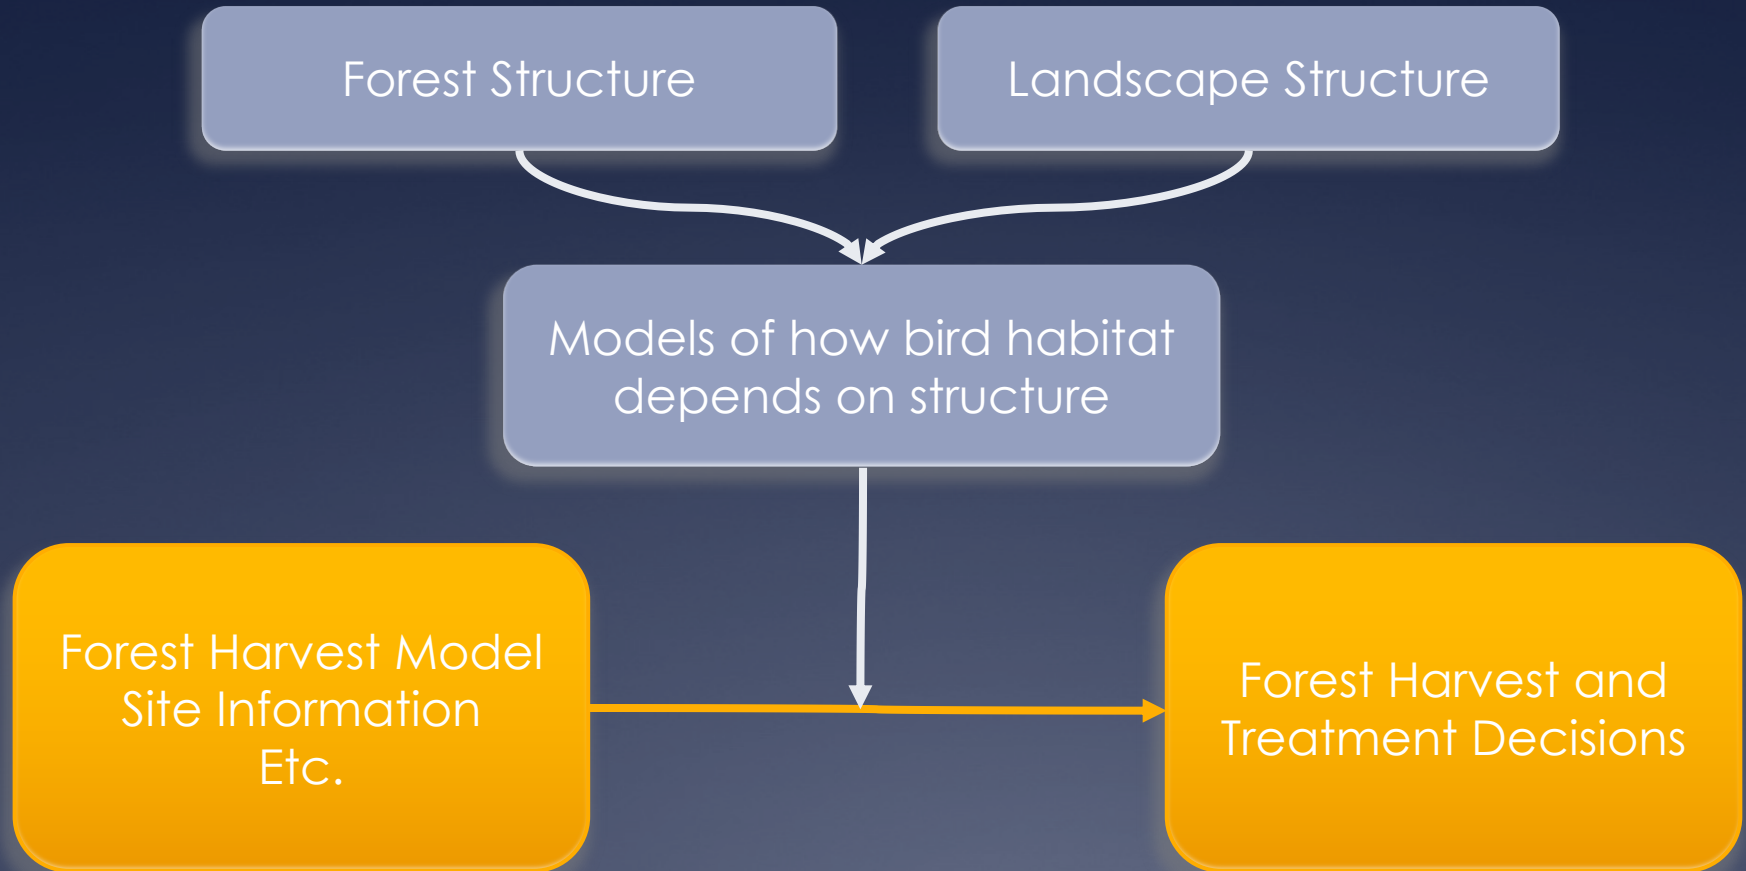 Forest Structure
Landscape Structure
Models of how bird habitat
depends on structure
Forest Harvest Model
Site Information
Etc.
Forest Harvest and
Treatment Decisions